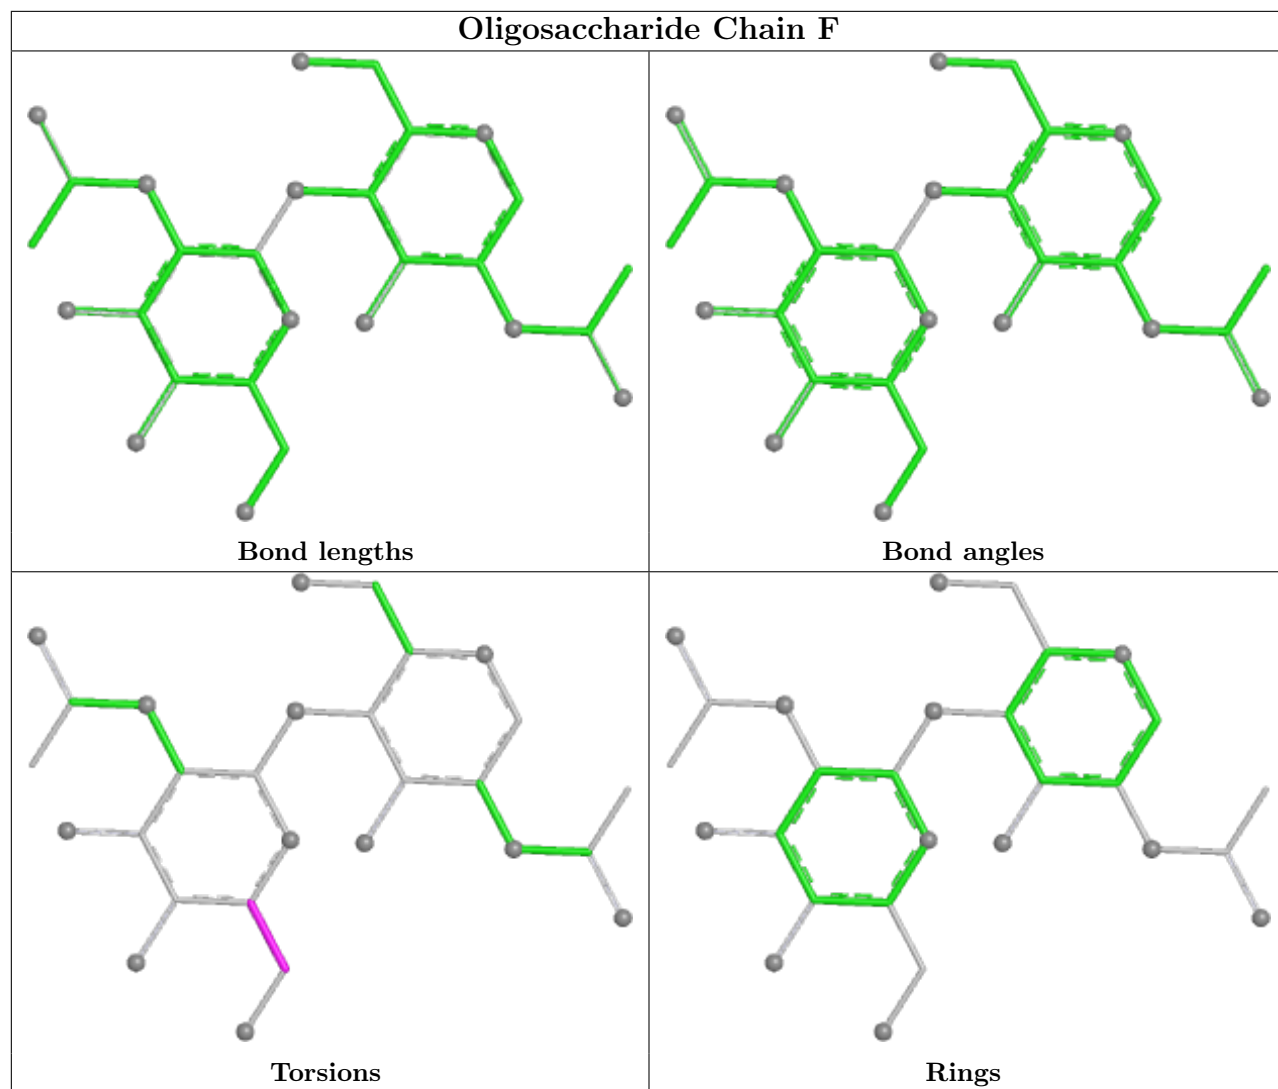 Oligosaccharide Chain F
Bond lengths
Bond angles
Torsions
Rings